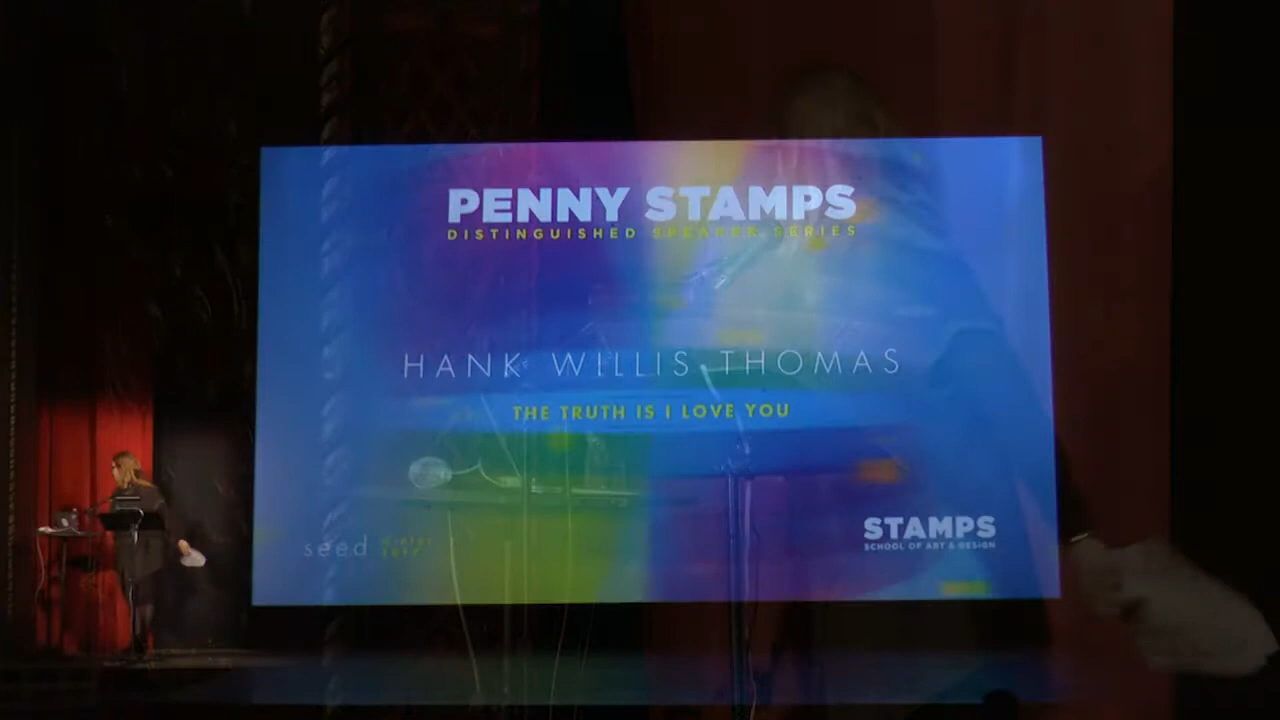 PENNY STAMPS
DISTINGUISHED SPEAKER SERIES
HANK WILLIS THOMAS
THE TRUTH IS I LOVE YOU
seed winter
STAMPS
SCHOOL OF ART & DESIGN